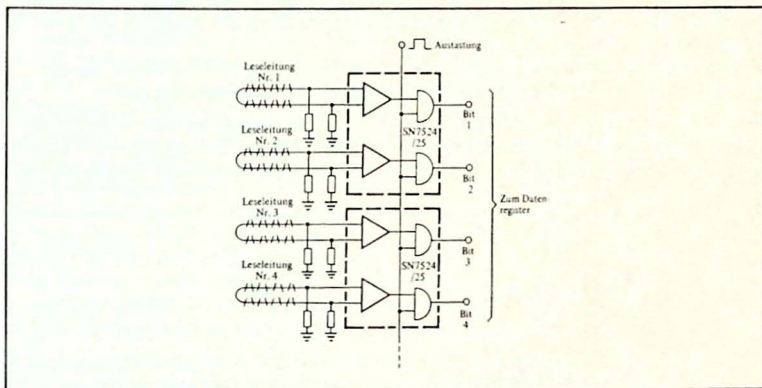 Austastung
Leseleitung
Nr. 1
Bit
1
SN7524
/25
Leseleitung
Nr. 2
Bit
2
Zum Daten-
register
Leseleitung
Nr. 3
Bit
3
SN7524
/25
Leseleitung
Nr. 4
Bit
4